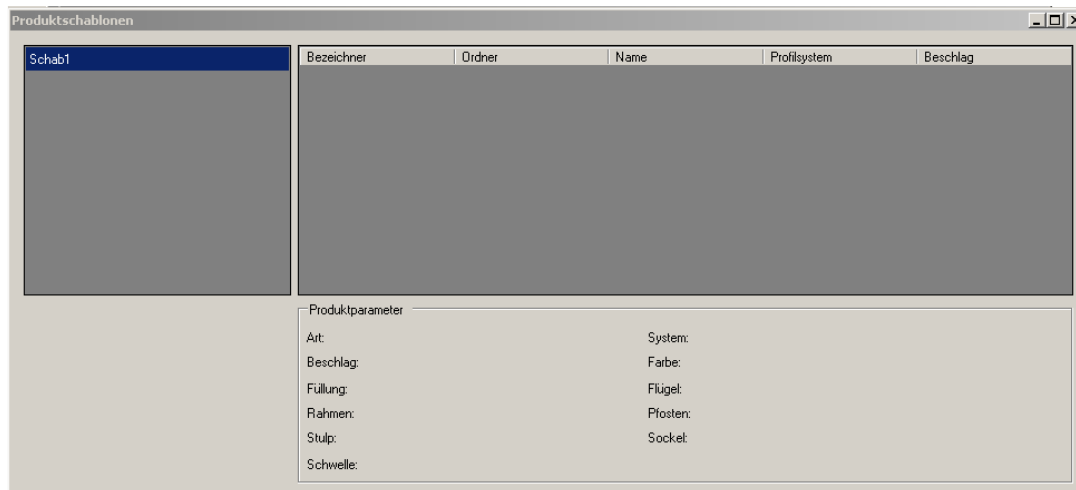 Produktschablonen
Schab1
Bezeichner Ordner Name Profilsystem Beschlag
Produktparameter
Art: System:
Beschlag: Farbe:
Füllung: Flügel:
Rahmen: Pfosten:
Stulp: Sockel:
Schwelle: